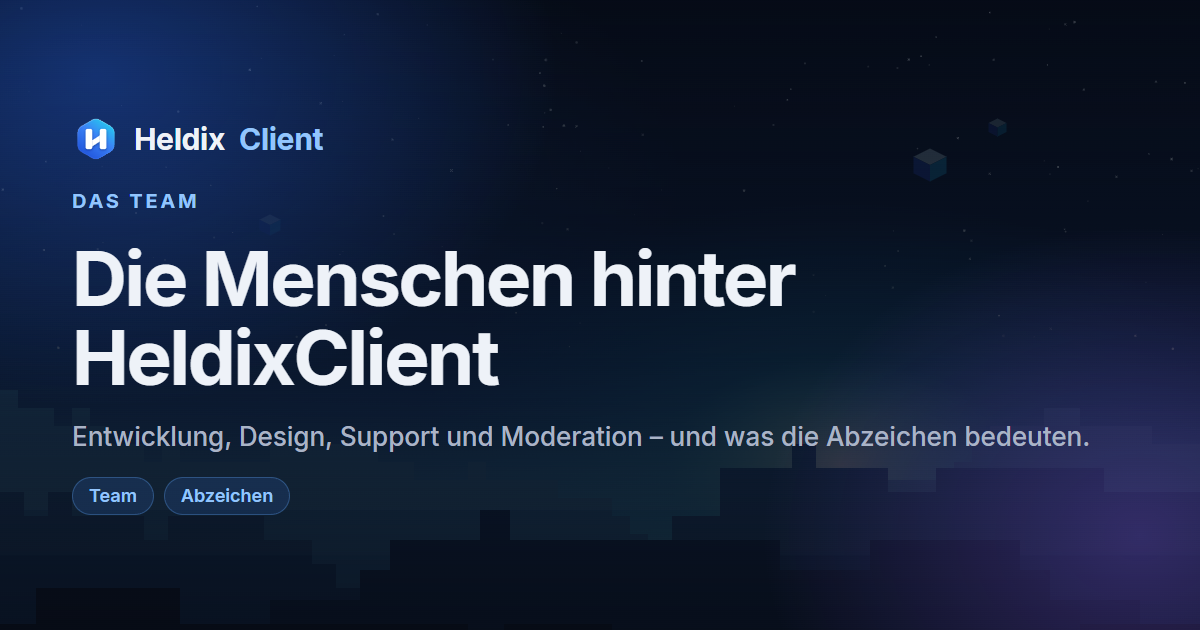 Heldix Client
DAS TEAM
Die Menschen hinter
HeldixClient
Entwicklung, Design, Support und Moderation – und was die Abzeichen bedeuten.
Team Abzeichen